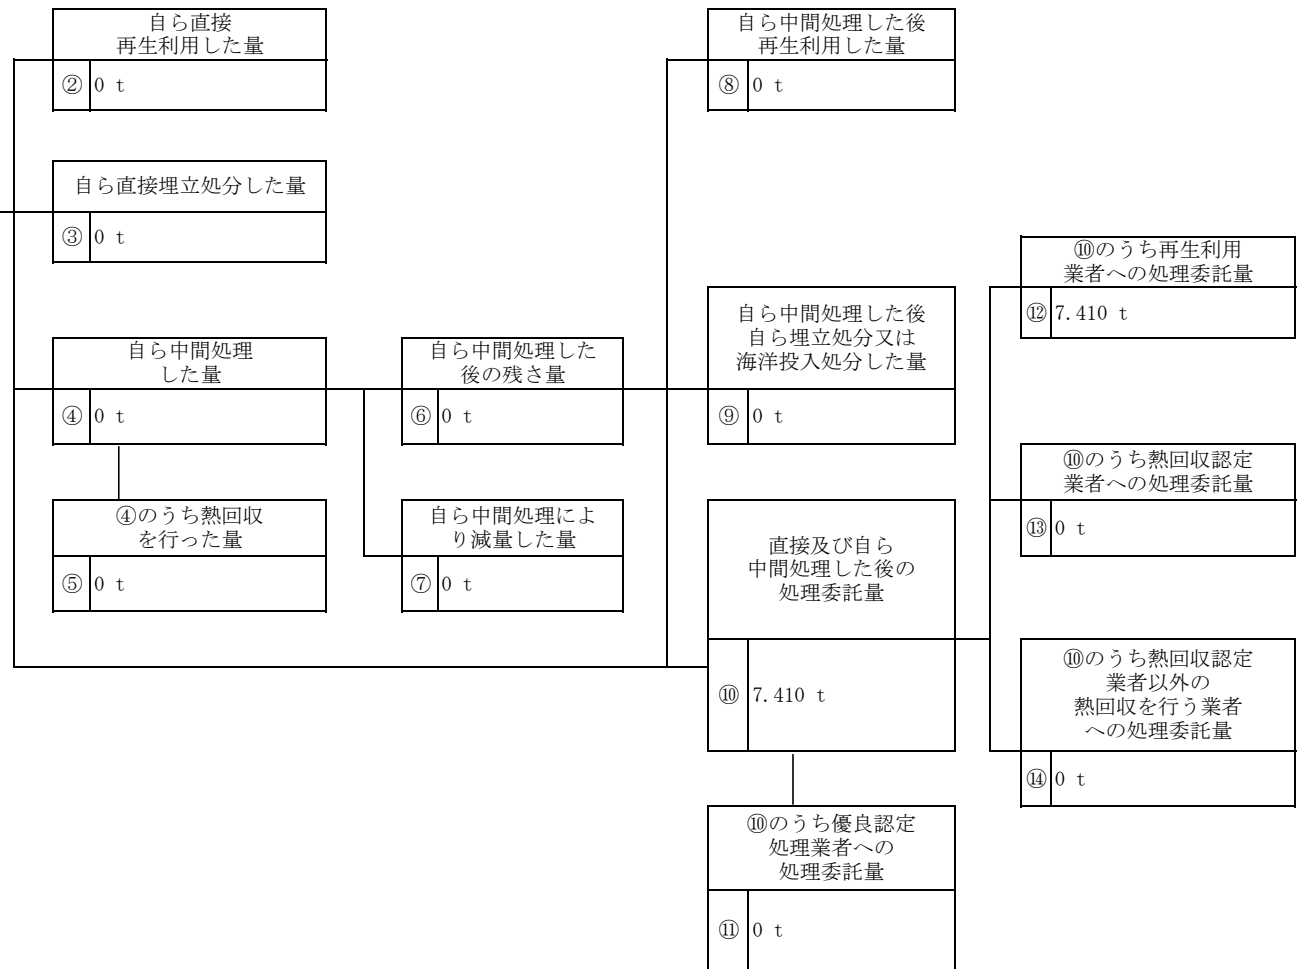 自ら直接
再生利用した量
② 0 t
自ら直接埋立処分した量
③ 0 t
自ら中間処理
した量
④ 0 t
④のうち熱回収
を行った量
⑤ 0 t
自ら中間処理した
後の残さ量
⑥ 0 t
自ら中間処理によ
り減量した量
⑦ 0 t
自ら中間処理した後
再生利用した量
⑧ 0 t
自ら中間処理した後
自ら埋立処分又は
海洋投入処分した量
⑨ 0 t
直接及び自ら
中間処理した後の
処理委託量
⑩ 7.410 t
⑩のうち優良認定
処理業者への
処理委託量
⑪ 0 t
⑩のうち再生利用
業者への処理委託量
⑫ 7.410 t
⑩のうち熱回収認定
業者への処理委託量
⑬ 0 t
⑩のうち熱回収認定
業者以外の
熱回収を行う業者
への処理委託量
⑭ 0 t